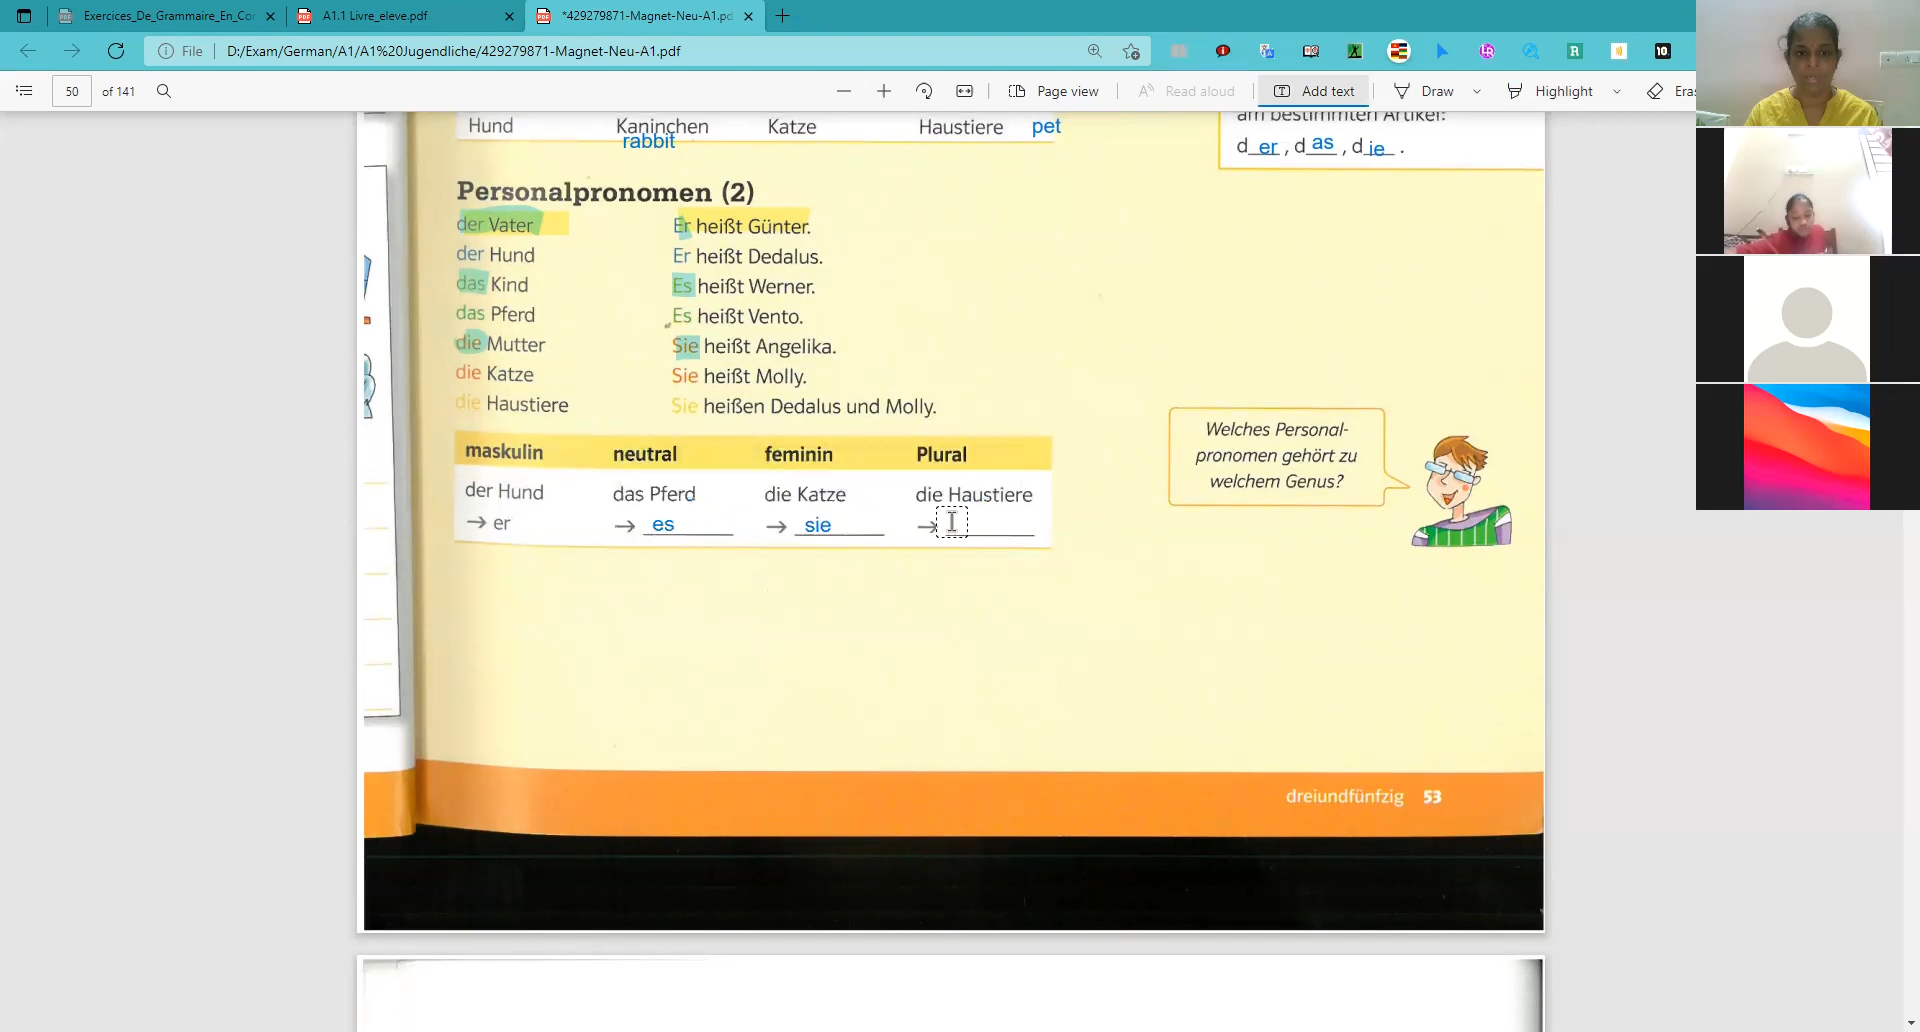 Exercices_De_Grammaire_En_Cor
A1.1 Livre_eleve.pdf
*429279871-Magnet-Neu-A1.pd
File
D:/Exam/German/A1/A1%20Jugendliche/429279871-Magnet-Neu-A1.pdf
50 of 141
Page view
Read aloud
Add text
Draw
Highlight
Eras
Hund Kaninchen Katze Haustiere pet
rabbit
am bestimmten Artikel:
d er , d as , d ie .
Personalpronomen (2)
der Vater Er heißt Günter.
der Hund Er heißt Dedalus.
das Kind Es heißt Werner.
das Pferd Es heißt Vento.
die Mutter Sie heißt Angelika.
die Katze Sie heißt Molly.
die Haustiere Sie heißen Dedalus und Molly.
maskulin neutral feminin Plural
der Hund das Pferd die Katze die Haustiere
→ er → es → sie →
Welches Personal-
pronomen gehört zu
welchem Genus?
dreiundfünfzig 53